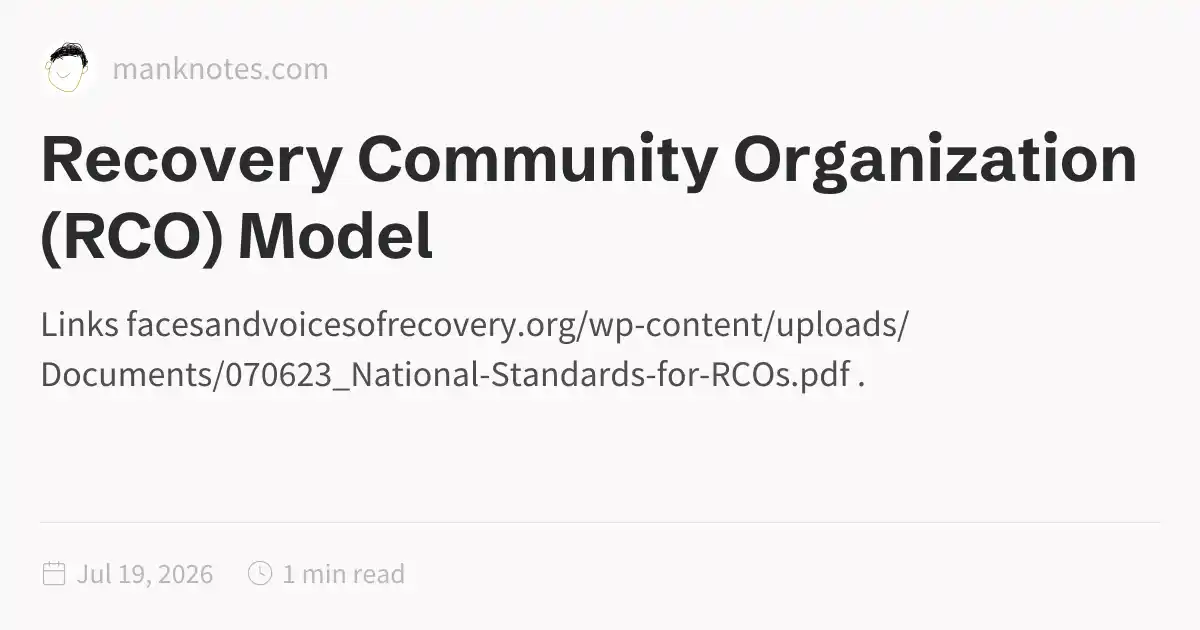 manknotes.com
Recovery Community Organization
(RCO) Model
Links facesandvoicesofrecovery.org/wp-content/uploads/
Documents/070623_National-Standards-for-RCOs.pdf .
Jul 19, 2026 1 min read